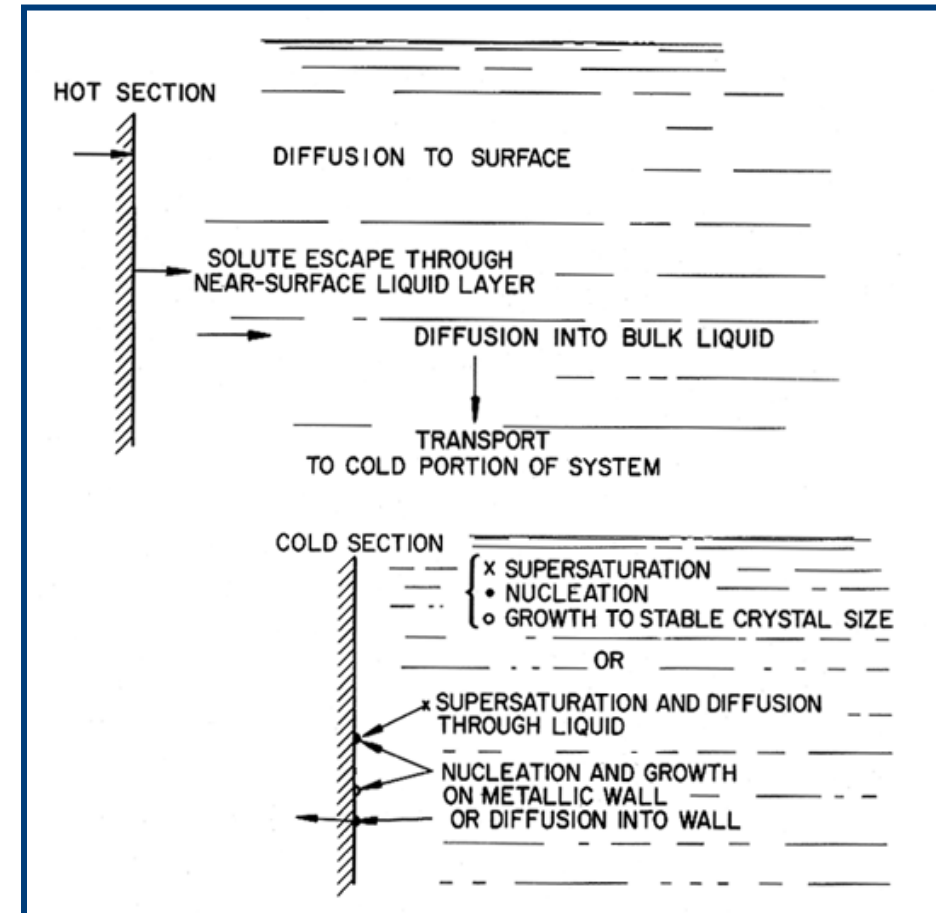 HOT SECTION
DIFFUSION TO SURFACE
SOLUTE ESCAPE THROUGH
NEAR-SURFACE LIQUID LAYER
DIFFUSION INTO BULK LIQUID
TRANSPORT
TO COLD PORTION OF SYSTEM
COLD SECTION
x SUPERSATURATION
• NUCLEATION
o GROWTH TO STABLE CRYSTAL SIZE
OR
x SUPERSATURATION AND DIFFUSION
THROUGH LIQUID
NUCLEATION AND GROWTH
ON METALLIC WALL
OR DIFFUSION INTO WALL